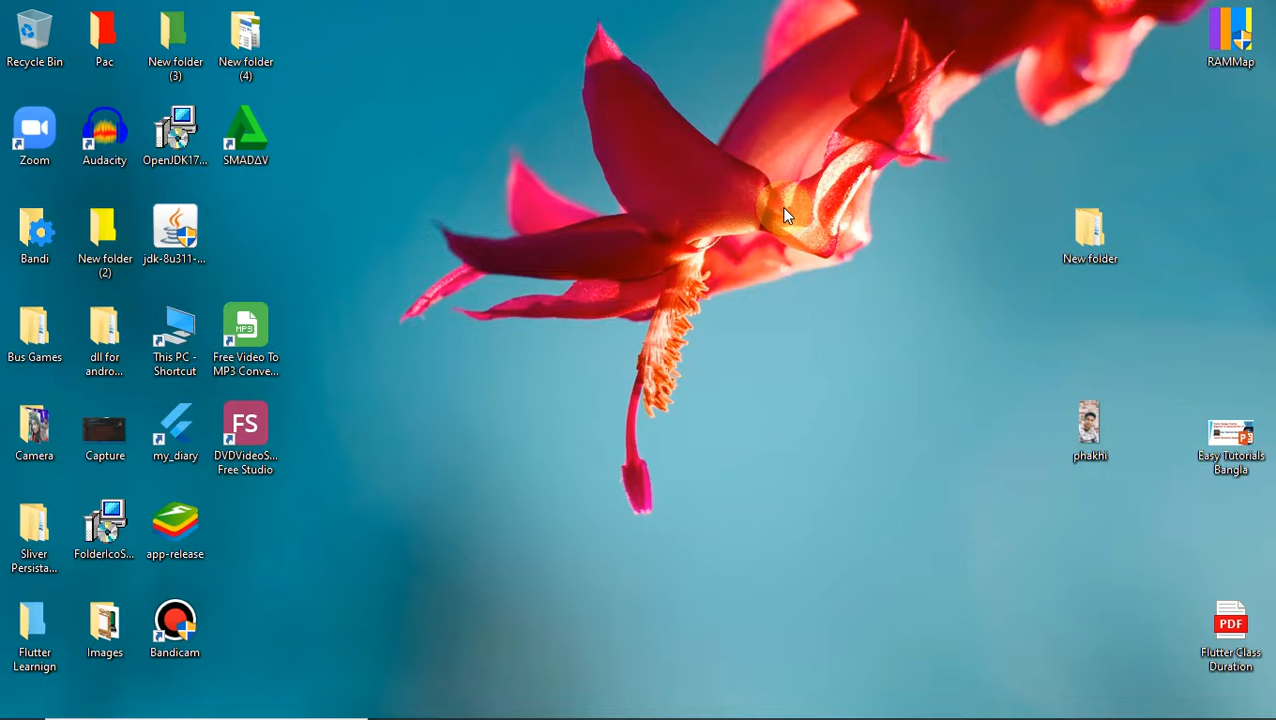 Recycle Bin
Pac
New folder
(3)
New folder
(4)
RAMMap
Zoom
Audacity
OpenJDK17...
SMADΔV
Bandi
New folder
(2)
jdk-8u311-...
New folder
Bus Games
dll for
andro...
This PC -
Shortcut
MP3
Free Video To
MP3 Conve...
Camera
Capture
my_diary
FS
DVDVideoS...
Free Studio
phakhi
Easy Tutorials
Bangla
Sliver
Persista...
FolderIcoS...
app-release
Flutter
Learnign
Images
Bandicam
PDF
Flutter Class
Duration